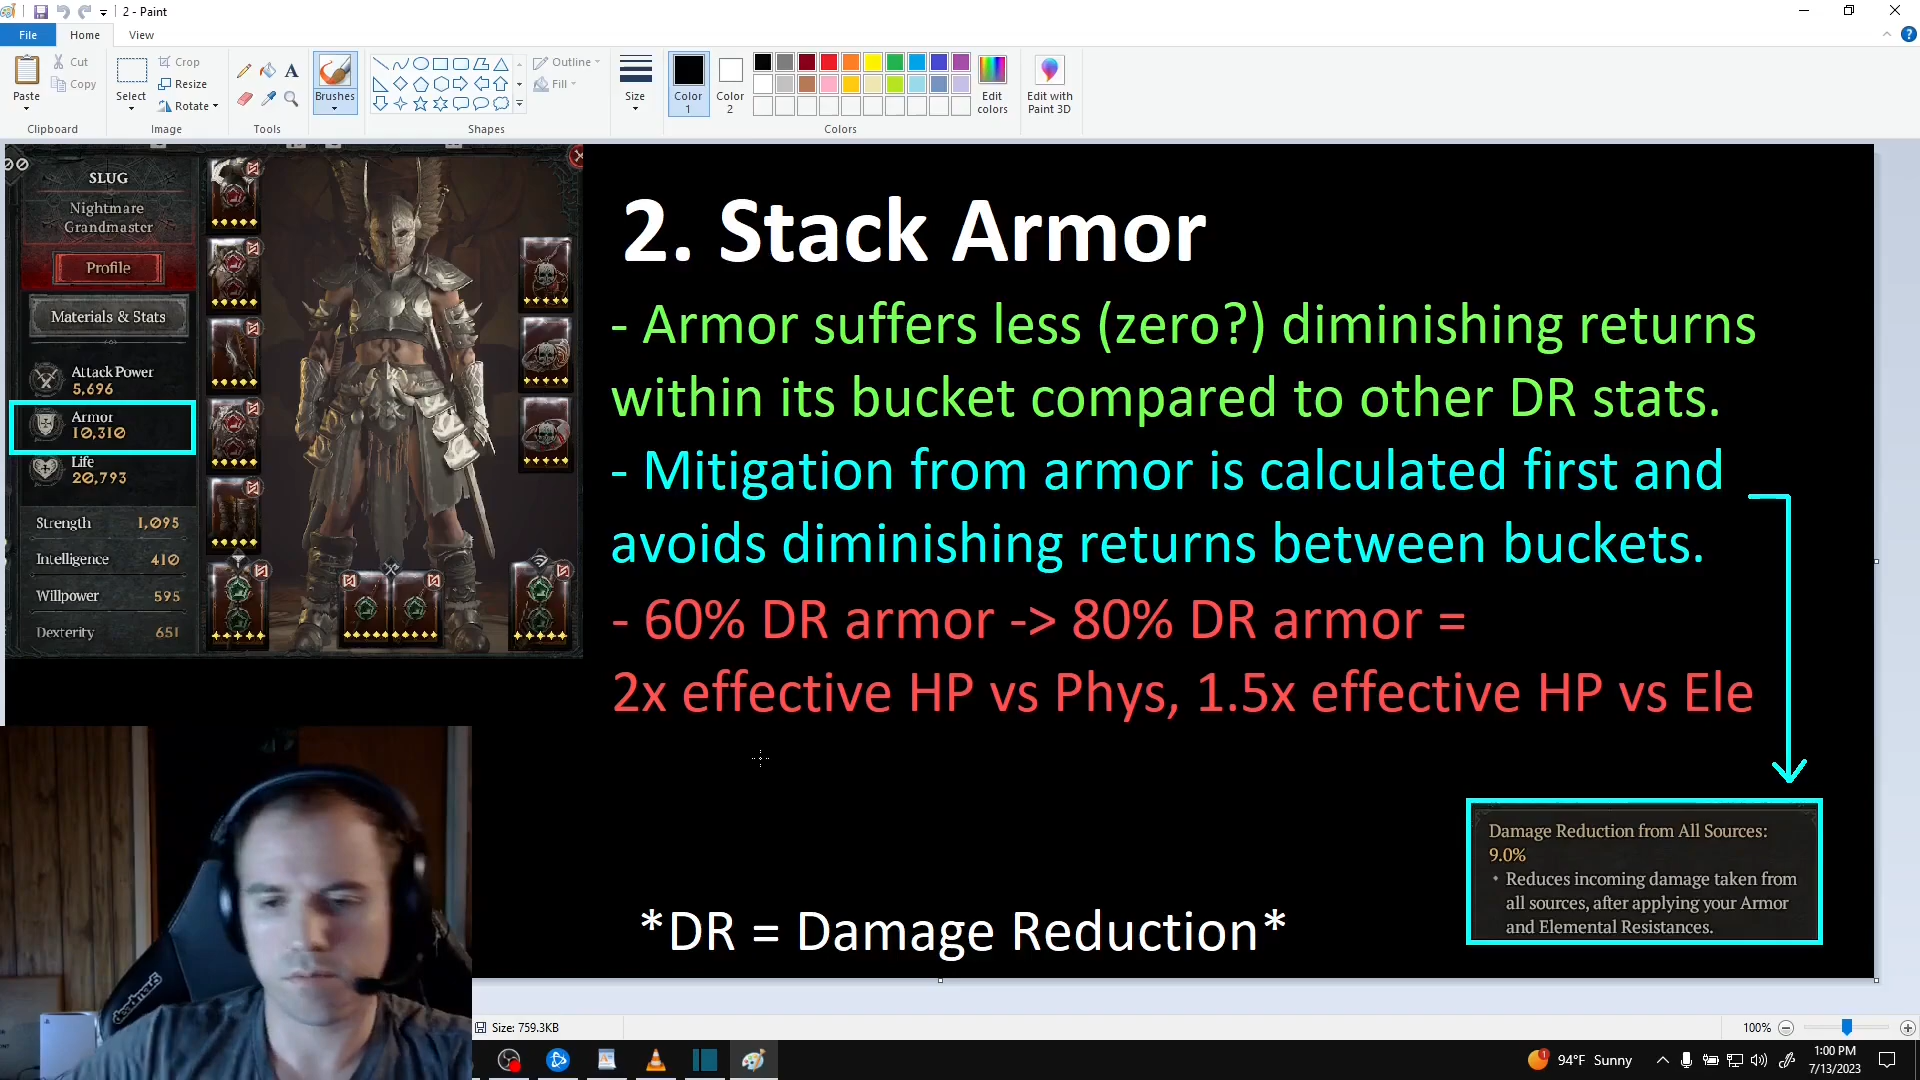 2 - Paint
File
Home
View
Paste
Cut
Copy
Clipboard
Select
Crop
Resize
Rotate
Image
A
Tools
Brushes
Shapes
Outline
Fill
Size
Color 1
Color 2
Colors
Edit colors
Edit with Paint 3D
SLUG
Nightmare
Grandmaster
Profile
Materials & Stats
Attack Power
5,696
Armor
10,310
Life
20,793
Strength 1,095
Intelligence 410
Willpower 595
Dexterity 651
2. Stack Armor
- Armor suffers less (zero?) diminishing returns
within its bucket compared to other DR stats.
- Mitigation from armor is calculated first and
avoids diminishing returns between buckets.
- 60% DR armor -> 80% DR armor =
2x effective HP vs Phys, 1.5x effective HP vs Ele
Damage Reduction from All Sources:
9.0%
Reduces incoming damage taken from
all sources, after applying your Armor
and Elemental Resistances.
*DR = Damage Reduction*
Size: 759.3KB
100%
94°F Sunny
1:00 PM
7/13/2023